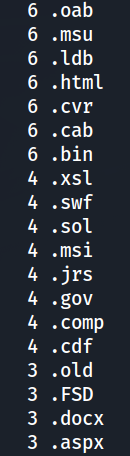 6 .oab
6 .msu
6 .ldb
6 .html
6 .cvr
6 .cab
6 .bin
4 .xsl
4 .swf
4 .sol
4 .msi
4 .jrs
4 .gov
4 .comp
4 .cdf
3 .old
3 .FSD
3 .docx
3 .aspx